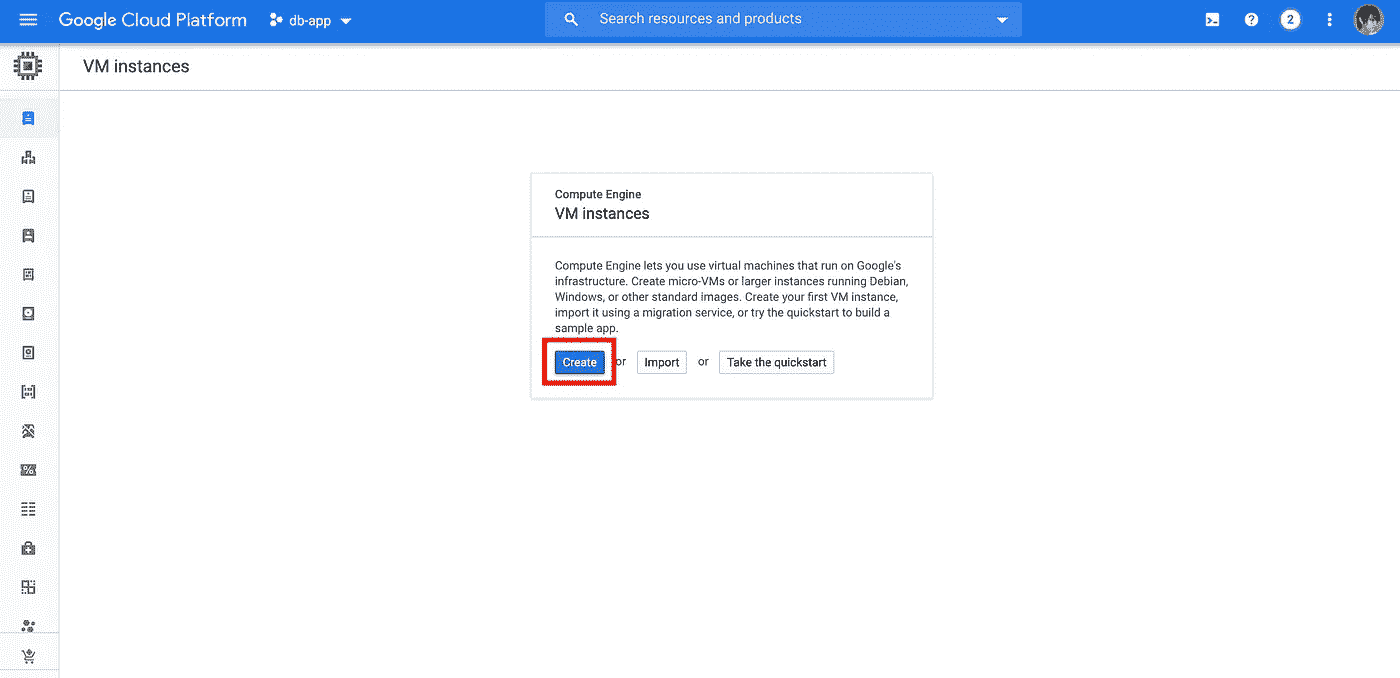 Google Cloud Platform
db-app
Search resources and products
2
VM instances
Compute Engine
VM instances
Compute Engine lets you use virtual machines that run on Google's
infrastructure. Create micro-VMs or larger instances running Debian,
Windows, or other standard images. Create your first VM instance,
import it using a migration service, or try the quickstart to build a
sample app.
Create or Import or Take the quickstart